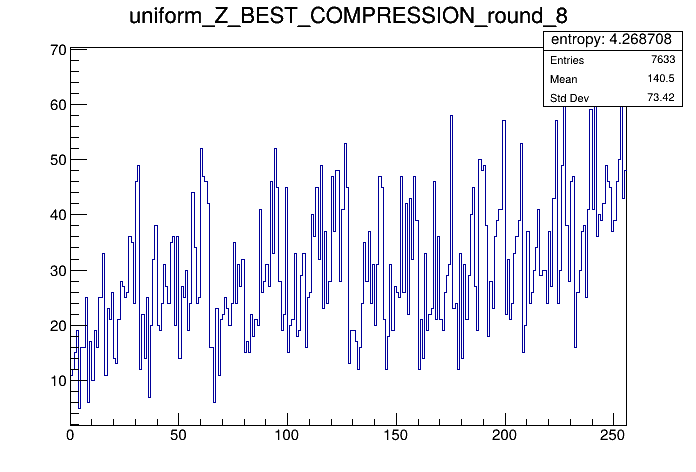 uniform_Z_BEST_COMPRESSION_round_8
entropy: 4.268708
Entries 7633
Mean 140.5
Std Dev 73.42
70
60
50
40
30
20
10
0 50 100 150 200 250